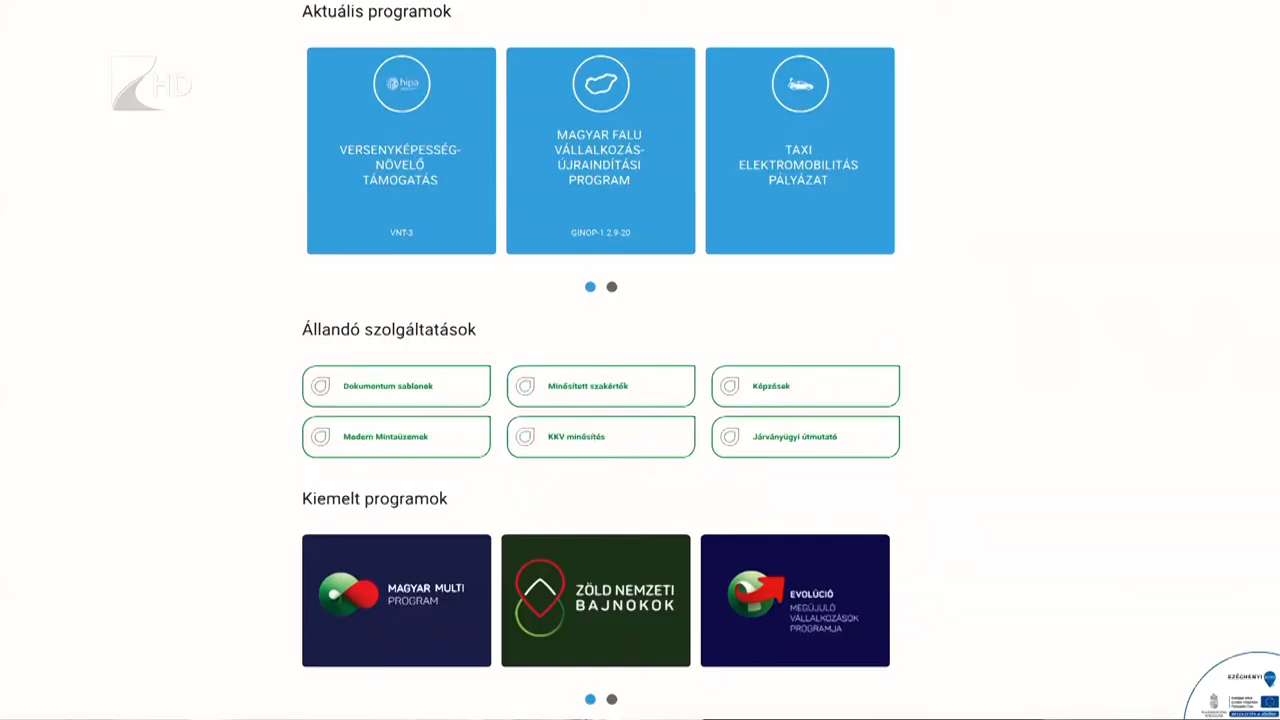 Aktuális programok
HD
hipa
VERSENYKÉPESSÉG-
NÖVELŐ
TÁMOGATÁS
VNT-3
MAGYAR FALU
VÁLLALKOZÁS-
ÚJRAINDÍTÁSI
PROGRAM
GINOP-1.2.9-20
TAXI
ELEKTROMOBILITÁS
PÁLYÁZAT
Állandó szolgáltatások
Dokumentum sablonok
Minősített szakértők
Képzések
Modern Mintaüzemek
KKV minősítés
Járványügyi útmutató
Kiemelt programok
MAGYAR MULTI
PROGRAM
ZÖLD NEMZETI
BAJNOKOK
EVOLÚCIÓ
MEGÚJULÓ
VÁLLALKOZÁSOK
PROGRAMJA
SZÉCHENYI